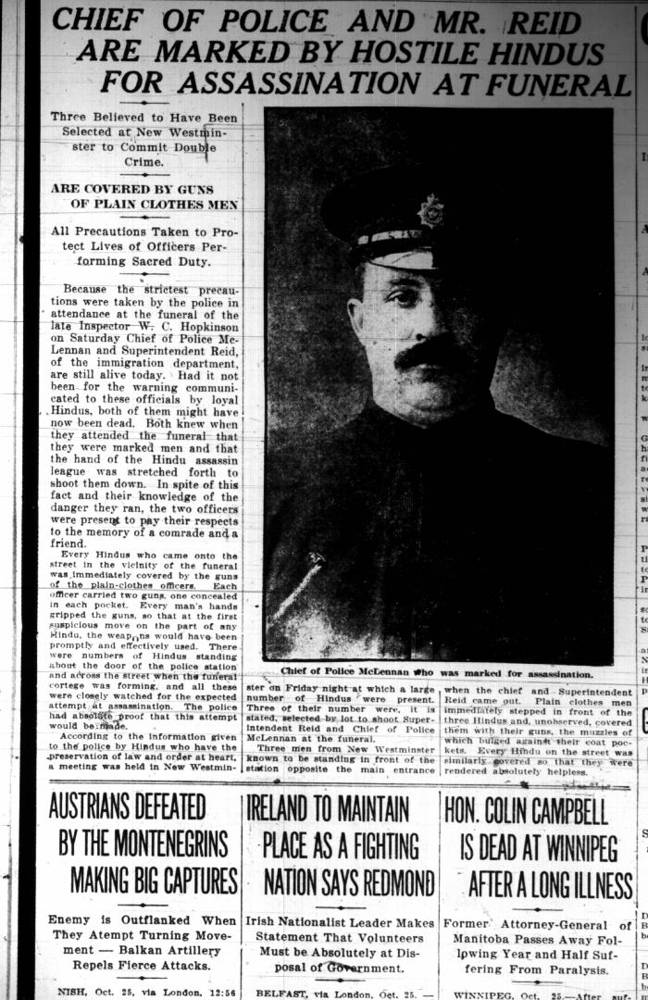 CHIEF OF POLICE AND MR. REID
ARE MARKED BY HOSTILE HINDUS
FOR ASSASSINATION AT FUNERAL
Three Believed to Have Been
Selected at New Westmin-
ster to Commit Double
Crime.
ARE COVERED BY GUNS
OF PLAIN CLOTHES MEN
All Precautions Taken to Pro-
tect Lives of Officers Per-
forming Sacred Duty.
Because the strictest precau-
tions were taken by the police in
attendance at the funeral of the
late Inspector W. C. Hopkinson
on Saturday Chief of Police Mc-
Lennan and Superintendent Reid,
of the immigration department,
are still alive today. Had it not
been for the warning communi-
cated to these officials by loyal
Hindus, both of them might have
now been dead. Both knew when
they attended the funeral that
they were marked men and that
the hand of the Hindu assassin
league was stretched forth to
shoot them down. In spite of this
fact and their knowledge of the
danger they ran, the two officers
were present to pay their respects
to the memory of a comrade and a
friend.
Every Hindus who came onto the
street in the vicinity of the funeral
was immediately covered by the guns
of the plain-clothes officers. Each
officer carried two guns, one concealed
in each pocket. Every man's hands
gripped the guns, so that at the first
suspicious move on the part of any
Hindu, the weapons would have been
promptly and effectively used. There
were numbers of Hindus standing
about the door of the police station
and across the street when the funeral
cortege was forming, and all these
were closely watched for the expected
attempt at assassination. The police
had absolute proof that this attempt
would be made.
According to the information given
to the police by Hindus who have the
preservation of law and order at heart,
a meeting was held in New Westmin-
Chief of Police McLennan who was marked for assassination.
ster on Friday night at which a large
number of Hindus were present.
Three of their number were, it is
stated, selected by lot to shoot Super-
intendent Reid and Chief of Police
McLennan at the funeral.
Three men from New Westminster
known to be standing in front of the
station opposite the main entrance
when the chief and Superintendent
Reid came out. Plain clothes men
immediately stepped in front of the
three Hindus and, unobserved, covered
them with their guns, the muzzles of
which bulged against their coat poc-
kets. Every Hindu on the street was
similarly covered so that they were
rendered absolutely helpless.
AUSTRIANS DEFEATED
BY THE MONTENEGRINS
MAKING BIG CAPTURES
Enemy is Outflanked When
They Atempt Turning Move-
ment — Balkan Artillery
Repels Fierce Attacks.
NISH, Oct. 25, via London, 12:56
IRELAND TO MAINTAIN
PLACE AS A FIGHTING
NATION SAYS REDMOND
Irish Nationalist Leader Makes
Statement That Volunteers
Must be Absolutely at Dis-
posal of Government.
BELFAST, via London, Oct. 25. —
HON. COLIN CAMPBELL
IS DEAD AT WINNIPEG
AFTER A LONG ILLNESS
Former Attorney-General of
Manitoba Passes Away Fol-
lowing Year and Half Suf-
fering From Paralysis.
WINNIPEG, Oct. 25.—After suf-